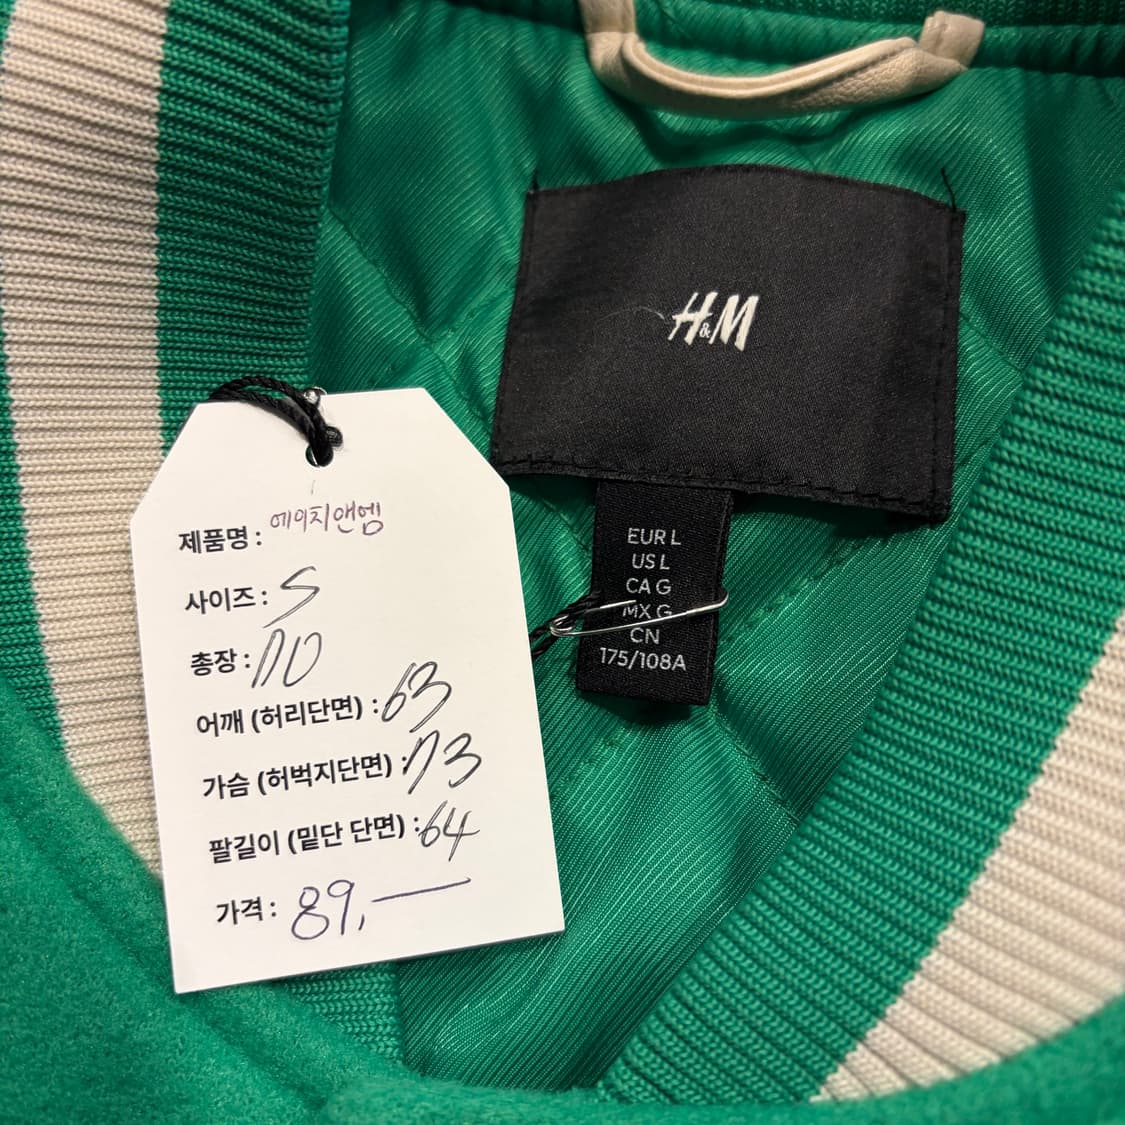 H&M
EUR L
US L
CA G
MX G
CN
175/108A
제품명 : 에이치앤엠
사이즈 : S
총장 : 70
어깨 (허리단면) : 63
가슴 (허벅지단면) : 73
팔길이 (밑단 단면) : 64
가격 : 89,—